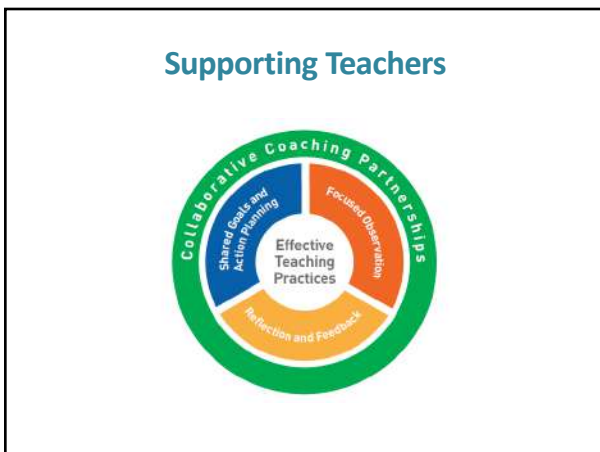 Supporting Teachers
Collaborative Coaching Partnerships
Shared Goals and
Action Planning
Focused Observation
Effective
Teaching
Practices
Reflection and Feedback